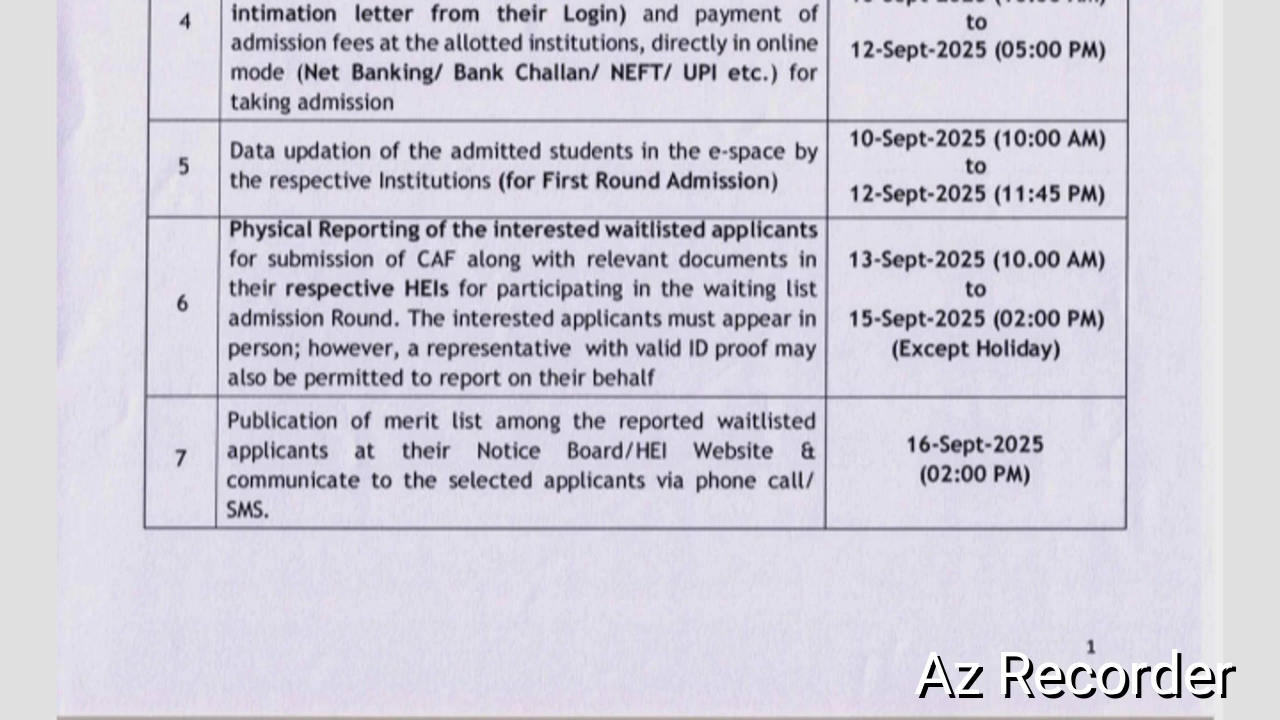 4
intimation letter from their Login) and payment of
admission fees at the allotted institutions, directly in online
mode (Net Banking/ Bank Challan/ NEFT/ UPI etc.) for
taking admission
to
12-Sept-2025 (05:00 PM)
5
Data updation of the admitted students in the e-space by
the respective Institutions (for First Round Admission)
10-Sept-2025 (10:00 AM)
to
12-Sept-2025 (11:45 PM)
6
Physical Reporting of the interested waitlisted applicants
for submission of CAF along with relevant documents in
their respective HEIs for participating in the waiting list
admission Round. The interested applicants must appear in
person; however, a representative with valid ID proof may
also be permitted to report on their behalf
13-Sept-2025 (10.00 AM)
to
15-Sept-2025 (02:00 PM)
(Except Holiday)
7
Publication of merit list among the reported waitlisted
applicants at their Notice Board/HEI Website &
communicate to the selected applicants via phone call/
SMS.
16-Sept-2025
(02:00 PM)
1
Az Recorder